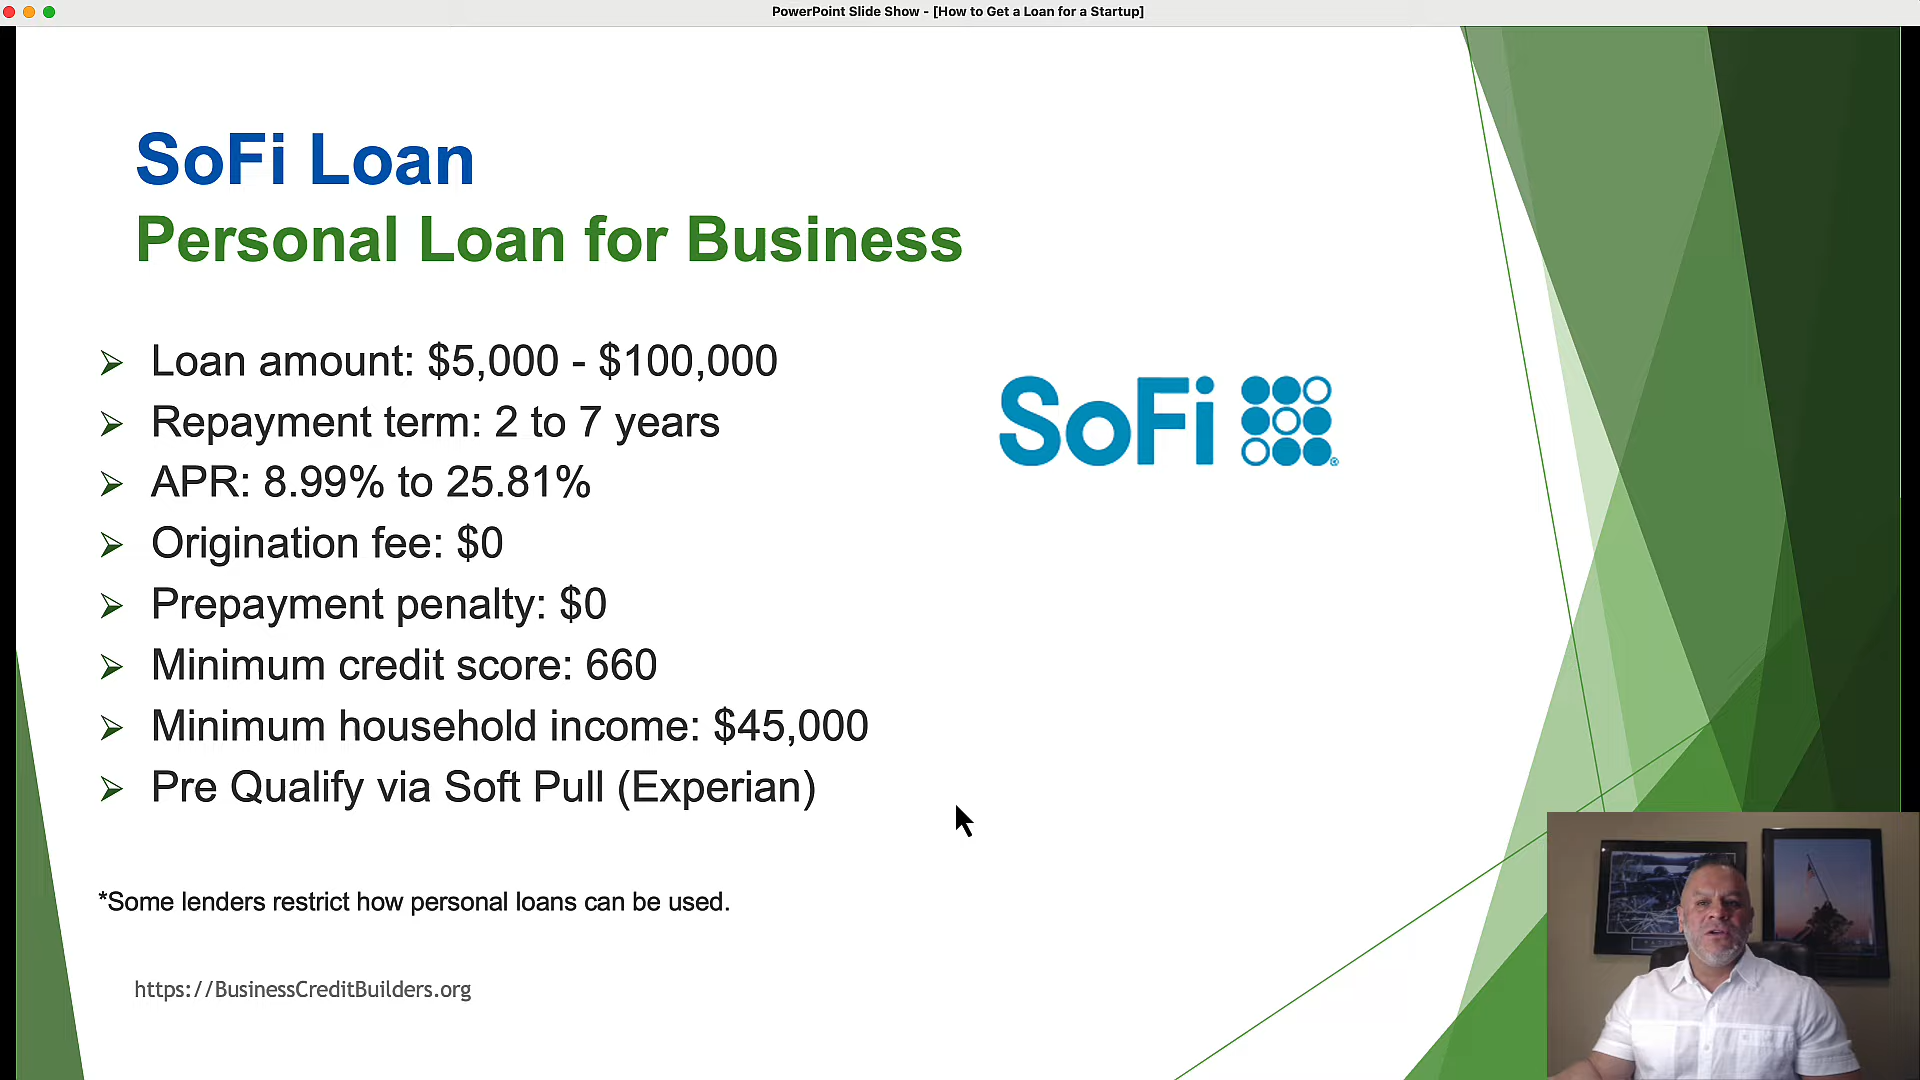 PowerPoint Slide Show - [How to Get a Loan for a Startup]
SoFi Loan
Personal Loan for Business
Loan amount: $5,000 - $100,000
Repayment term: 2 to 7 years
APR: 8.99% to 25.81%
Origination fee: $0
Prepayment penalty: $0
Minimum credit score: 660
Minimum household income: $45,000
Pre Qualify via Soft Pull (Experian)
SoFi
*Some lenders restrict how personal loans can be used.
https://BusinessCreditBuilders.org